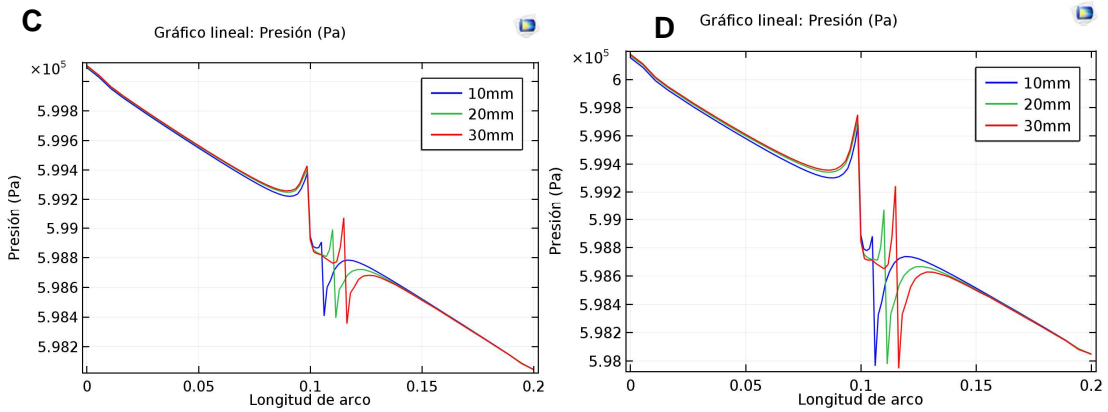 C
Gráfico lineal: Presión (Pa)
×10⁵
5.998
5.996
5.994
5.992
5.99
5.988
5.986
5.984
5.982
Presión (Pa)
10mm
20mm
30mm
0
0.05
0.1
0.15
0.2
Longitud de arco
D
Gráfico lineal: Presión (Pa)
×10⁵
6
5.998
5.996
5.994
5.992
5.99
5.988
5.986
5.984
5.982
5.98
Presión (Pa)
10mm
20mm
30mm
0
0.05
0.1
0.15
0.2
Longitud de arco